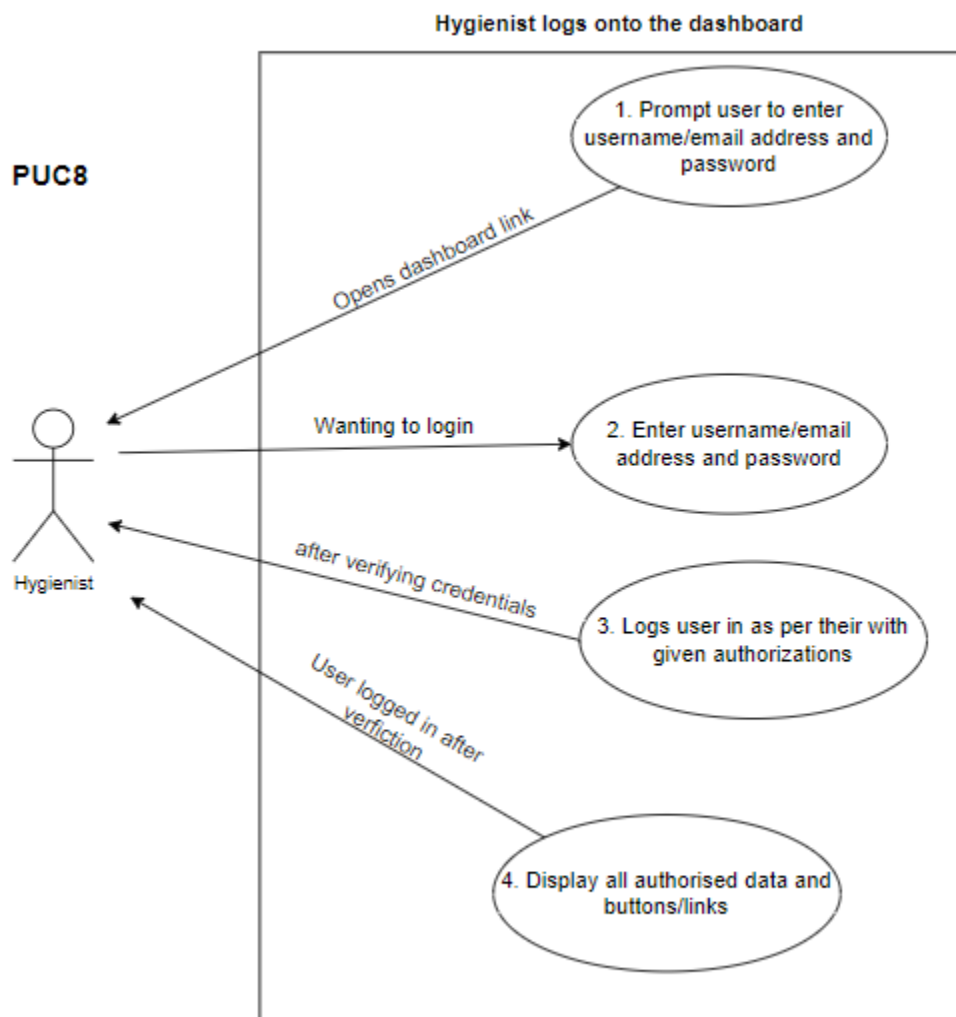 Hygienist logs onto the dashboard
PUC8
1. Prompt user to enter
username/email address and
password
Opens dashboard link
Wanting to login
2. Enter username/email
address and password
Hygienist
after verifying credentials
3. Logs user in as per their with
given authorizations
User logged in after
verfiction
4. Display all authorised data and
buttons/links